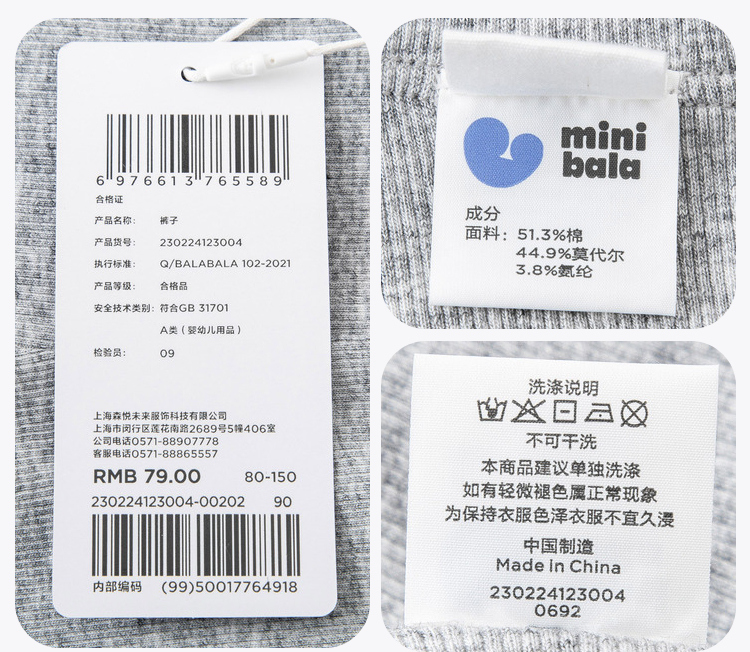 6 976613 765589
合格证
产品名称： 裤子
产品货号： 230224123004
执行标准： Q/BALABALA 102-2021
产品等级： 合格品
安全技术类别： 符合GB 31701
A类（婴幼儿用品）
检验员： 09
上海森悦未来服饰科技有限公司
上海市闵行区莲花南路2689号5幢406室
公司电话0571-88907778
客服电话0571-88865557
RMB 79.00 80-150
230224123004-00202 90
内部编码 (99)50017764918
mini
bala
成分
面料： 51.3%棉
44.9%莫代尔
3.8%氨纶
洗涤说明
不可干洗
本商品建议单独洗涤
如有轻微褪色属正常现象
为保持衣服色泽衣服不宜久浸
中国制造
Made in China
230224123004
0692